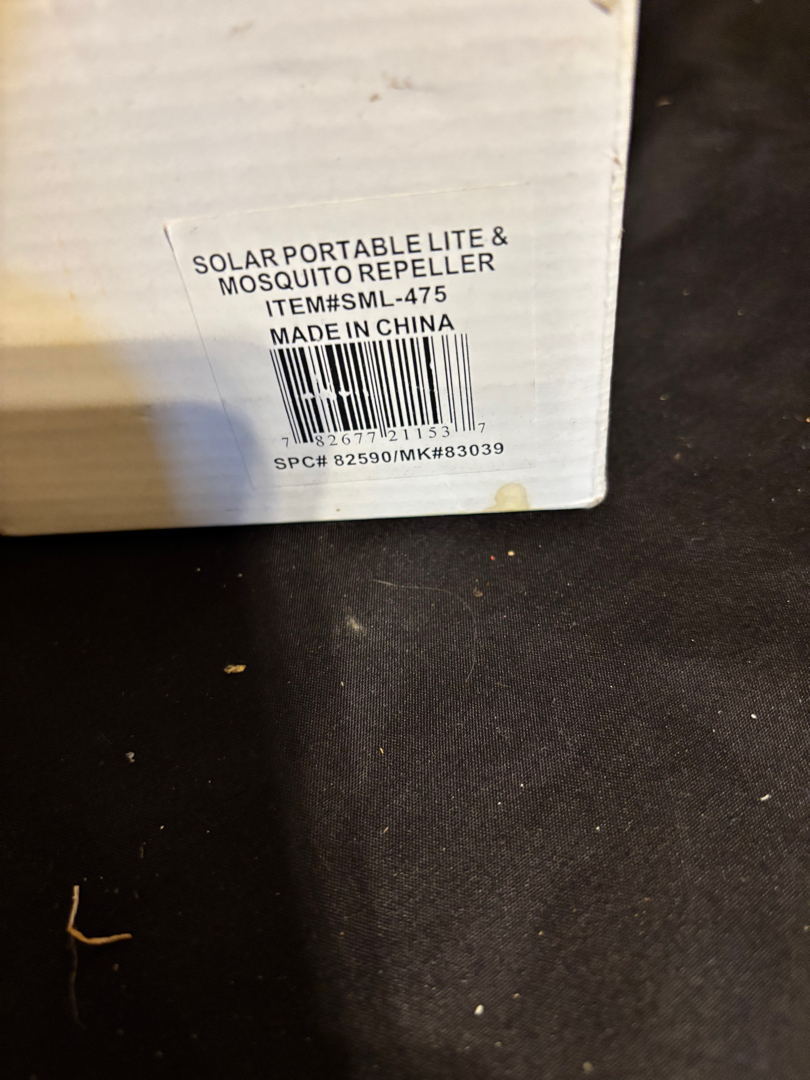 SOLAR PORTABLE LITE &
MOSQUITO REPELLER
ITEM#SML-475
MADE IN CHINA
7 82677 21153 7
SPC# 82590/MK#83039